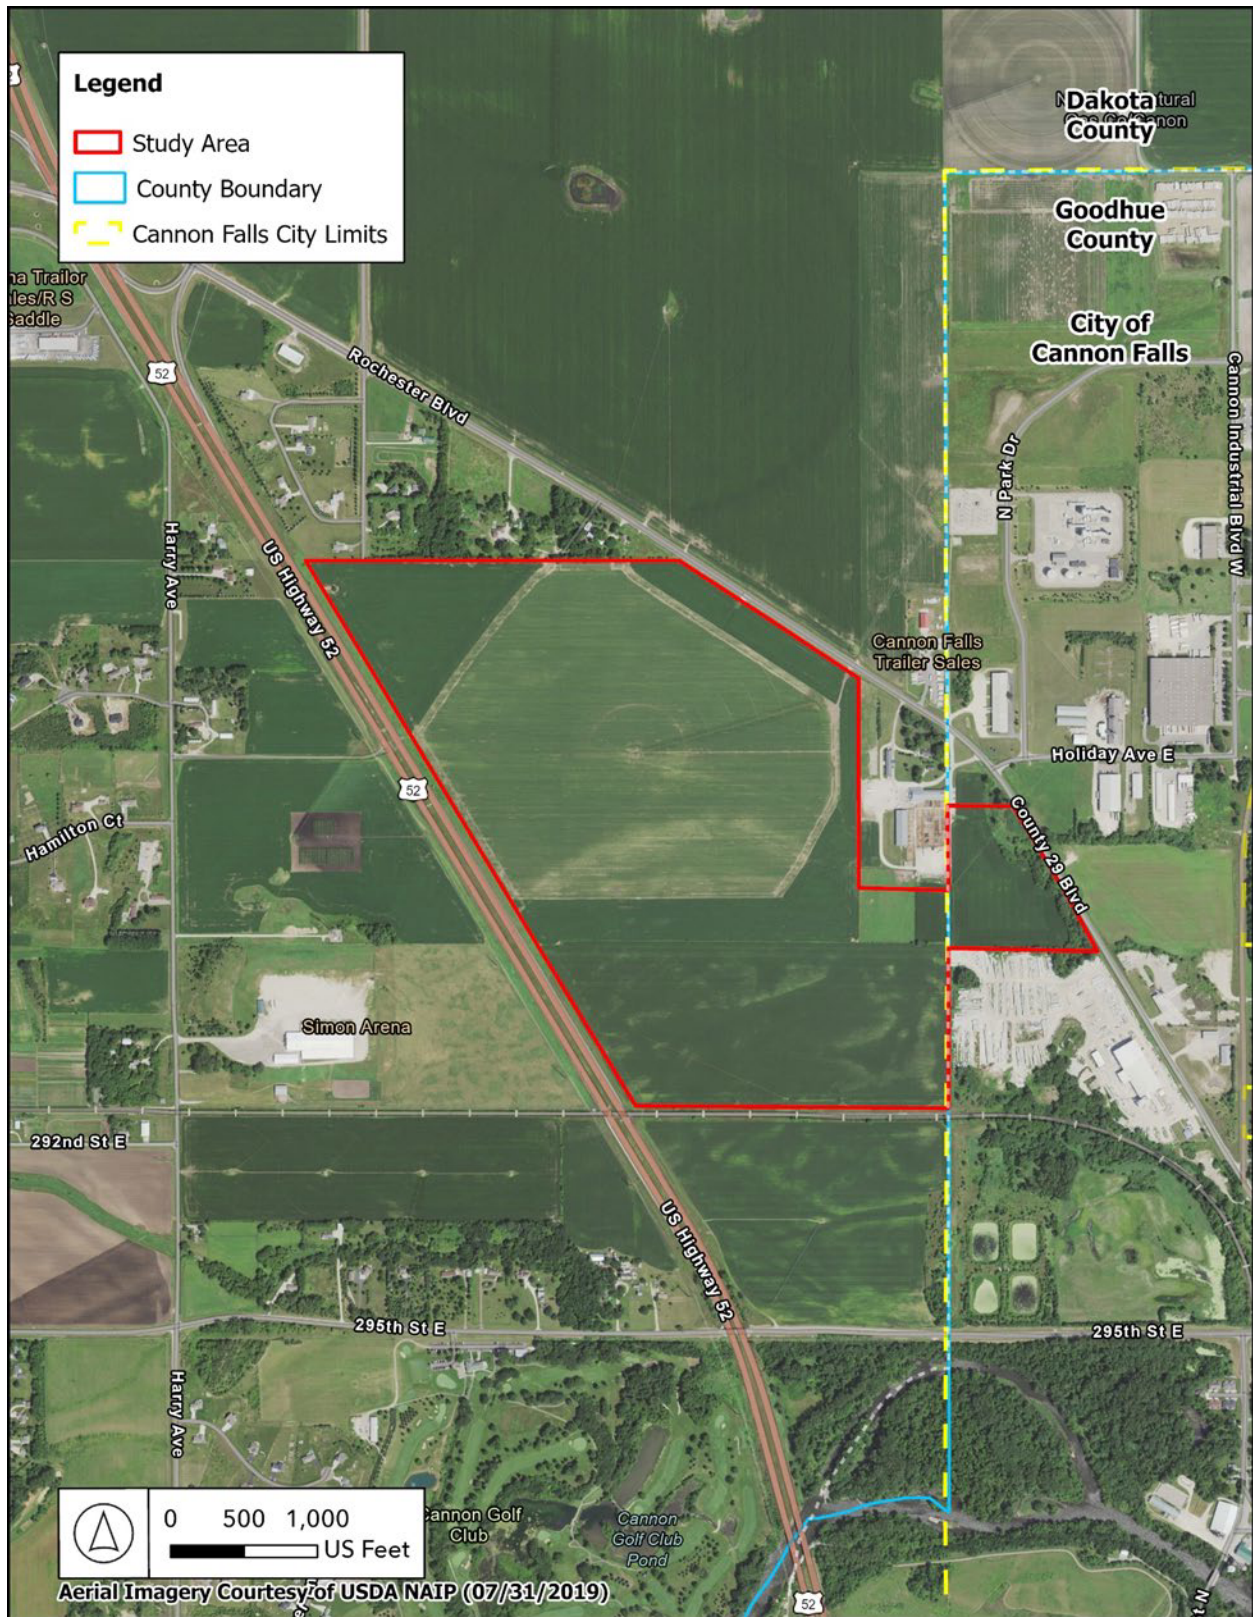 Legend
Study Area
County Boundary
Cannon Falls City Limits
Dakota
County
Goodhue
County
City of
Cannon Falls
Saddle
52
Rochester Blvd
Cannon Industrial Blvd W
N Park Dr
Harry Ave
US Highway 52
Cannon Falls
Trailer Sales
Holiday Ave E
52
County 29 Blvd
Hamilton Ct
Simon Arena
292nd St E
US Highway 52
295th St E
295th St E
Harry Ave
0 500 1,000
US Feet
Cannon Golf
Club
Cannon
Golf Club
Pond
Aerial Imagery Courtesy of USDA NAIP (07/31/2019)
52